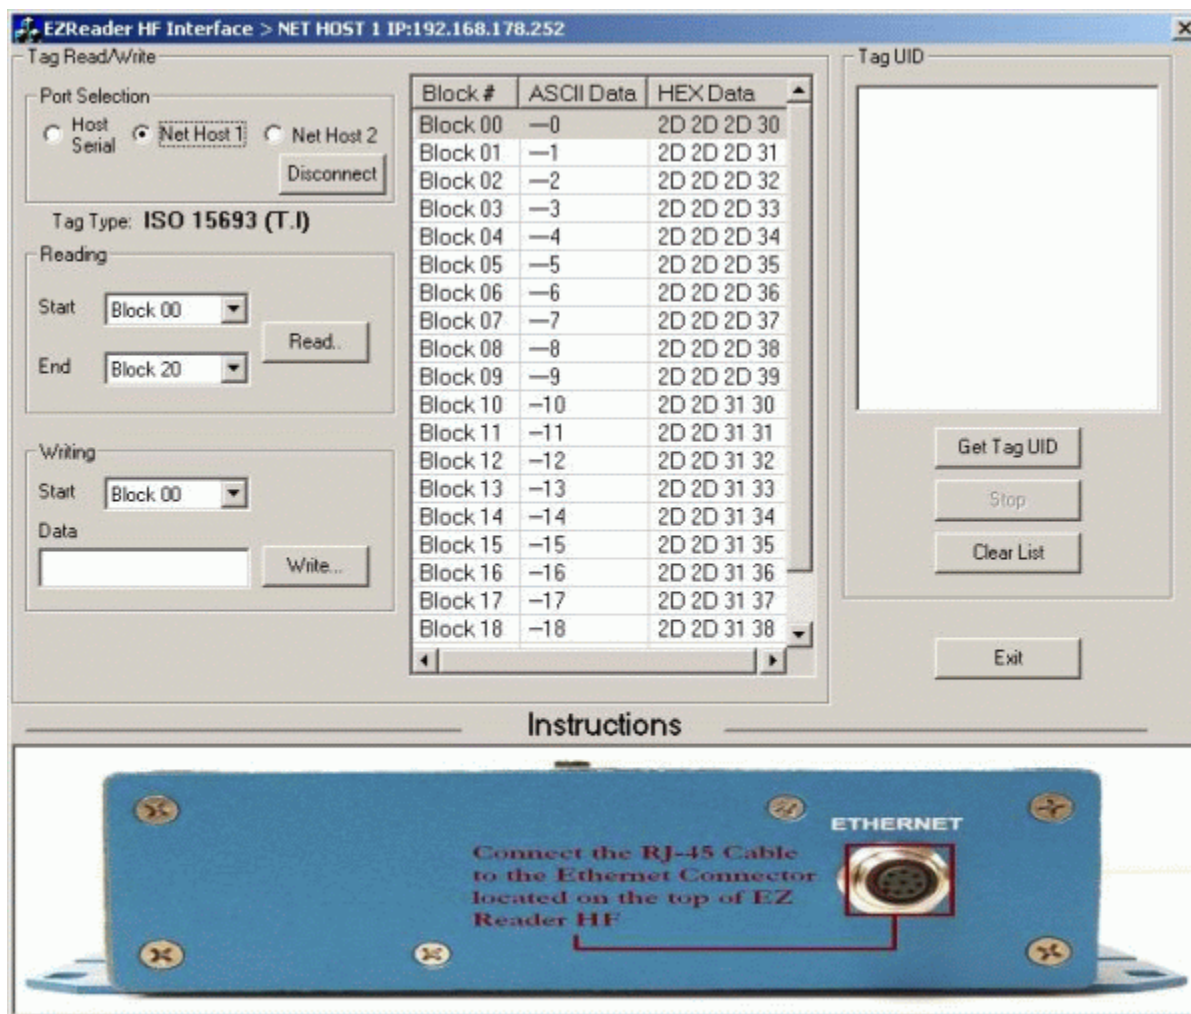 EZReader HF Interface > NET HOST 1 IP:192.168.178.252
Tag Read/Write
Port Selection
Host Serial
Net Host 1
Net Host 2
Disconnect
Tag Type: ISO 15693 (T.I)
Reading
Start Block 00
Read..
End Block 20
Writing
Start Block 00
Data
Write...
Block # ASCII Data HEX Data
Block 00 ---0 2D 2D 2D 30
Block 01 ---1 2D 2D 2D 31
Block 02 ---2 2D 2D 2D 32
Block 03 ---3 2D 2D 2D 33
Block 04 ---4 2D 2D 2D 34
Block 05 ---5 2D 2D 2D 35
Block 06 ---6 2D 2D 2D 36
Block 07 ---7 2D 2D 2D 37
Block 08 ---8 2D 2D 2D 38
Block 09 ---9 2D 2D 2D 39
Block 10 --10 2D 2D 31 30
Block 11 --11 2D 2D 31 31
Block 12 --12 2D 2D 31 32
Block 13 --13 2D 2D 31 33
Block 14 --14 2D 2D 31 34
Block 15 --15 2D 2D 31 35
Block 16 --16 2D 2D 31 36
Block 17 --17 2D 2D 31 37
Block 18 --18 2D 2D 31 38
Tag UID
Get Tag UID
Stop
Clear List
Exit
Instructions
ETHERNET
Connect the RJ-45 Cable
to the Ethernet Connector
located on the top of EZ
Reader HF